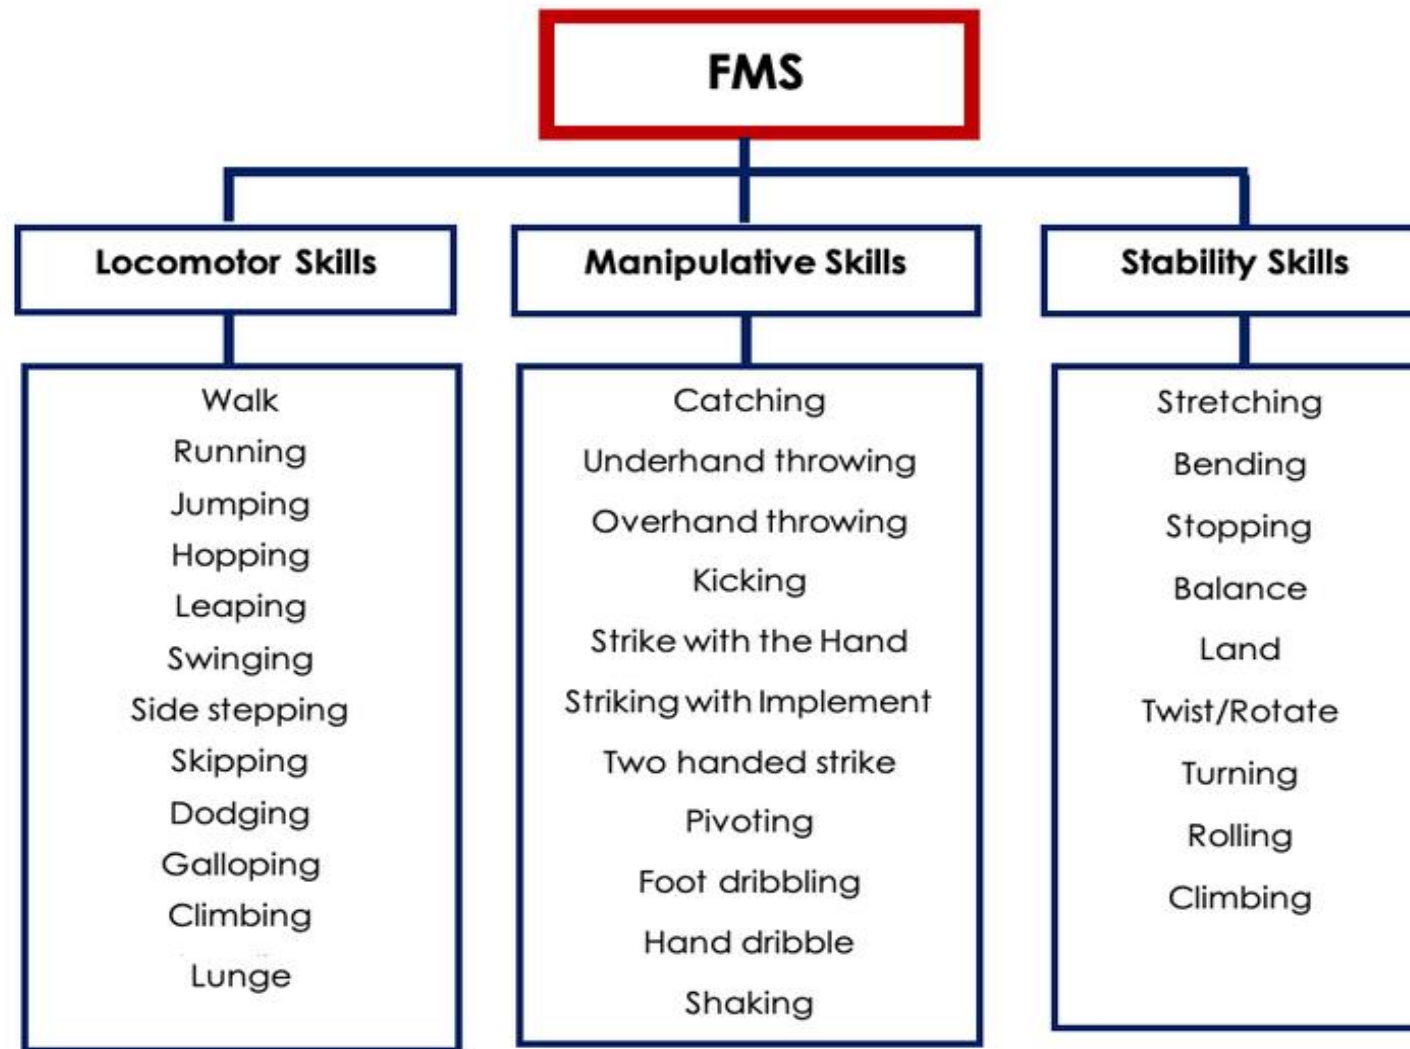 FMS
Locomotor Skills
Walk
Running
Jumping
Hopping
Leaping
Swinging
Side stepping
Skipping
Dodging
Galloping
Climbing
Lunge
Manipulative Skills
Catching
Underhand throwing
Overhand throwing
Kicking
Strike with the Hand
Striking with Implement
Two handed strike
Pivoting
Foot dribbling
Hand dribble
Shaking
Stability Skills
Stretching
Bending
Stopping
Balance
Land
Twist/Rotate
Turning
Rolling
Climbing